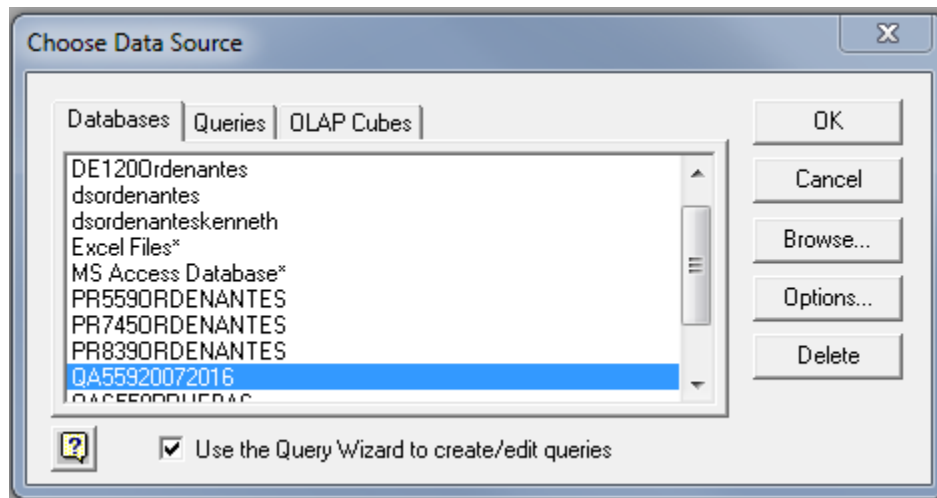 Choose Data Source
Databases Queries OLAP Cubes
DE120Ordenantes
dsordenantes
dsordenanteskenneth
Excel Files*
MS Access Database*
PR559ORDENANTES
PR745ORDENANTES
PR839ORDENANTES
QA55920072016
OK
Cancel
Browse...
Options...
Delete
Use the Query Wizard to create/edit queries